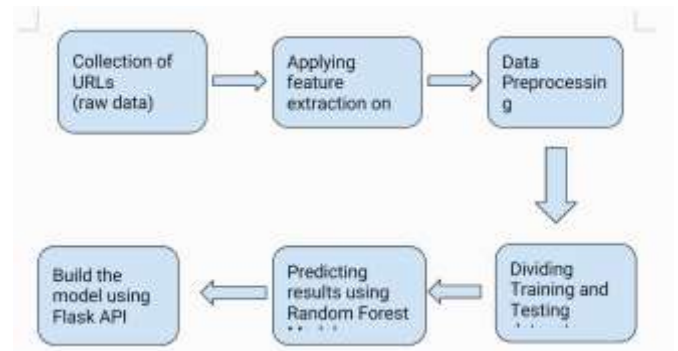 Collection of
URLs
(raw data)
Applying
feature
extraction on
Data
Preprocessin
g
Build the
model using
Flask API
Predicting
results using
Random Forest
Dividing
Training and
Testing